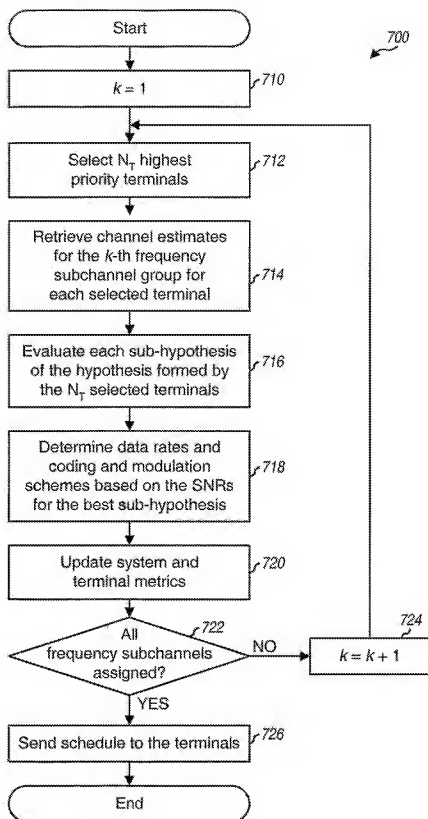 Start
700
k = 1
710
Select NT highest
priority terminals
712
Retrieve channel estimates
for the k-th frequency
subchannel group for
each selected terminal
714
Evaluate each sub-hypothesis
of the hypothesis formed by
the NT selected terminals
716
Determine data rates and
coding and modulation
schemes based on the SNRs
for the best sub-hypothesis
718
Update system and
terminal metrics
720
All
frequency subchannels
assigned?
722
NO
724
k = k + 1
YES
Send schedule to the terminals
726
End